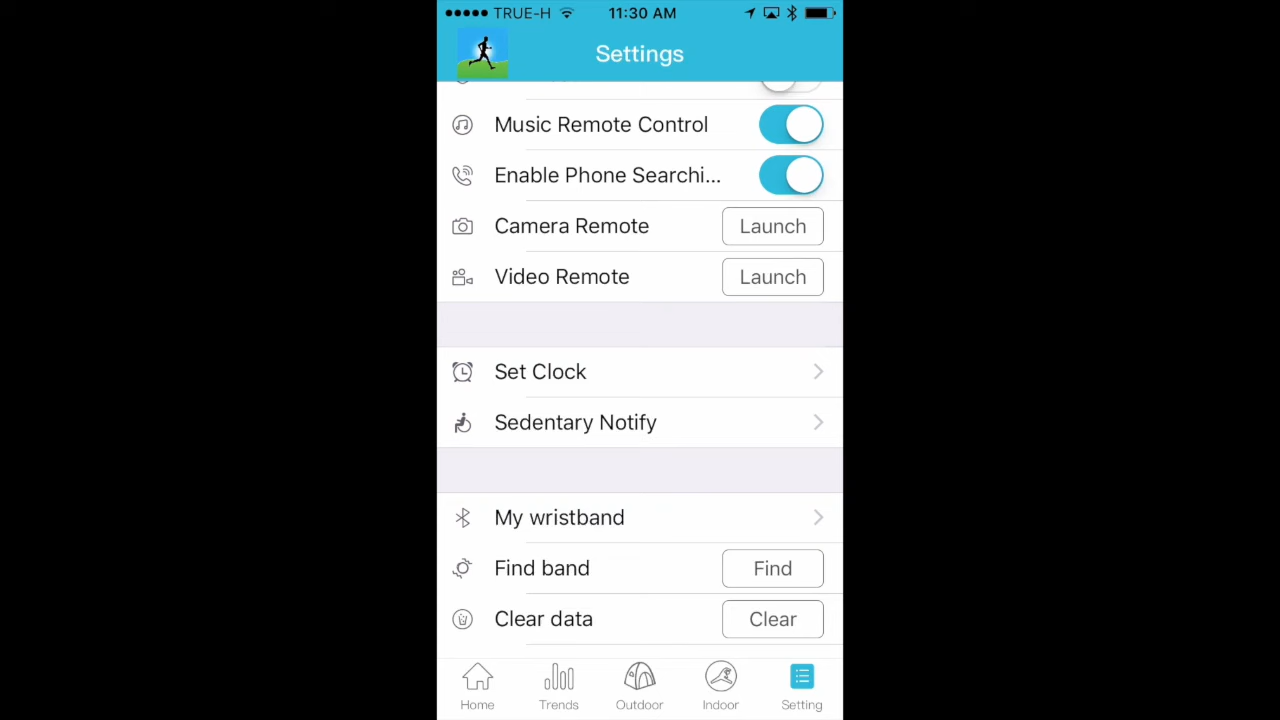 TRUE-H 11:30 AM
Settings
Music Remote Control
Enable Phone Searchi...
Camera Remote Launch
Video Remote Launch
Set Clock
Sedentary Notify
My wristband
Find band Find
Clear data Clear
Home Trends Outdoor Indoor Setting